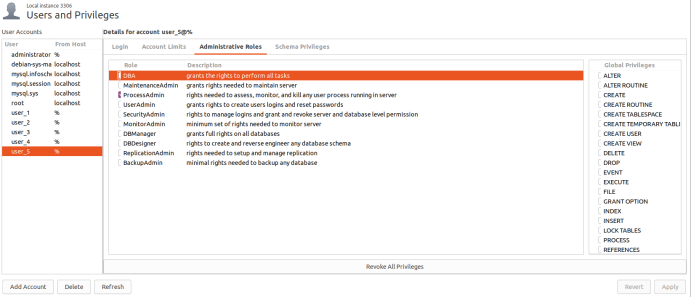 Local instance 3306
Users and Privileges
User Accounts
Details for account user_5@%
User From Host
administrator %
debian-sys-ma localhost
mysql.infosche localhost
mysql.session localhost
mysql.sys localhost
root localhost
user_1 %
user_2 %
user_3 %
user_4 %
user_5 %
Login Account Limits Administrative Roles Schema Privileges
Role Description
DBA grants the rights to perform all tasks
MaintenanceAdmin grants rights needed to maintain server
ProcessAdmin rights needed to assess, monitor, and kill any user process running in server
UserAdmin grants rights to create users logins and reset passwords
SecurityAdmin rights to manage logins and grant and revoke server and database level permission
MonitorAdmin minimum set of rights needed to monitor server
DBManager grants full rights on all databases
DBDesigner rights to create and reverse engineer any database schema
ReplicationAdmin rights needed to setup and manage replication
BackupAdmin minimal rights needed to backup any database
Global Privileges
ALTER
ALTER ROUTINE
CREATE
CREATE ROUTINE
CREATE TABLESPACE
CREATE TEMPORARY TABLI
CREATE USER
CREATE VIEW
DELETE
DROP
EVENT
EXECUTE
FILE
GRANT OPTION
INDEX
INSERT
LOCK TABLES
PROCESS
REFERENCES
Revoke All Privileges
Add Account Delete Refresh Revert Apply